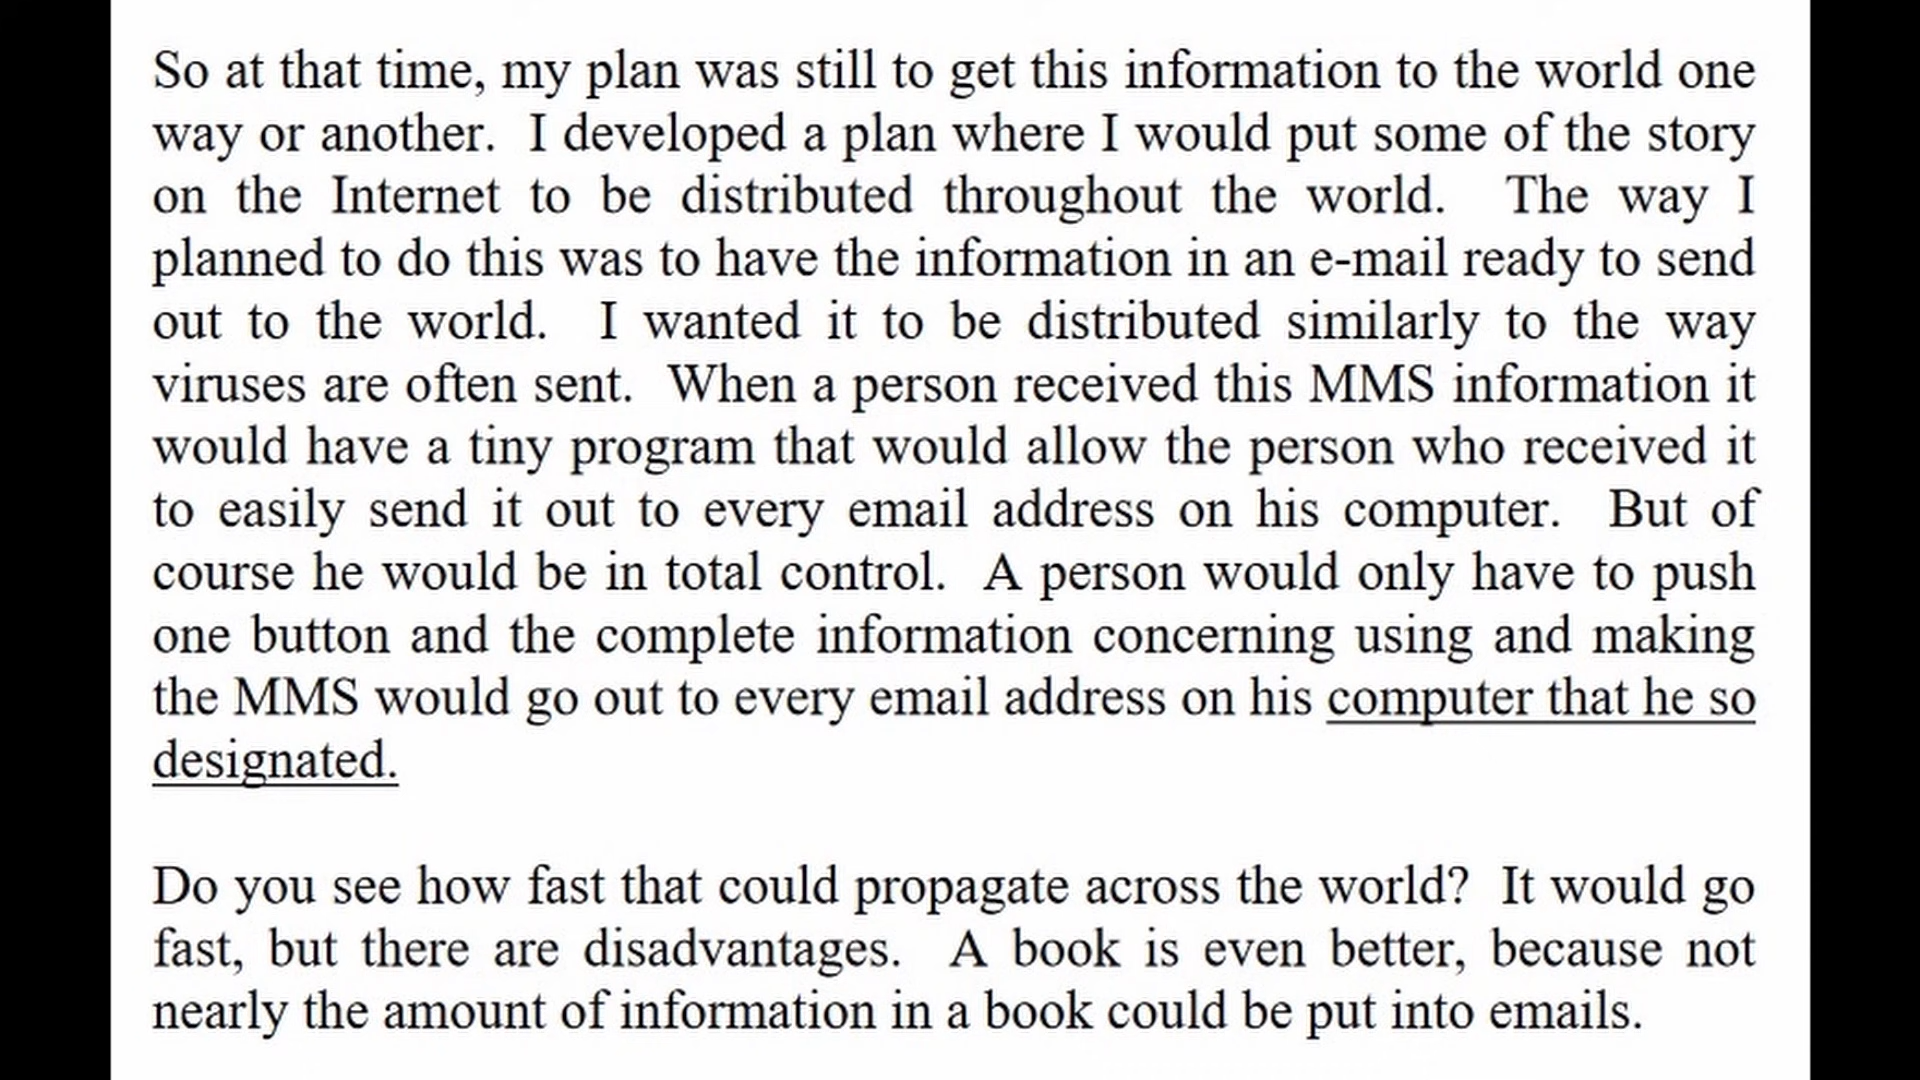 So at that time, my plan was still to get this information to the world one
way or another.  I developed a plan where I would put some of the story
on the Internet to be distributed throughout the world.  The way I
planned to do this was to have the information in an e-mail ready to send
out to the world.  I wanted it to be distributed similarly to the way
viruses are often sent.  When a person received this MMS information it
would have a tiny program that would allow the person who received it
to easily send it out to every email address on his computer.  But of
course he would be in total control.  A person would only have to push
one button and the complete information concerning using and making
the MMS would go out to every email address on his computer that he so
designated.
Do you see how fast that could propagate across the world?  It would go
fast, but there are disadvantages.  A book is even better, because not
nearly the amount of information in a book could be put into emails.